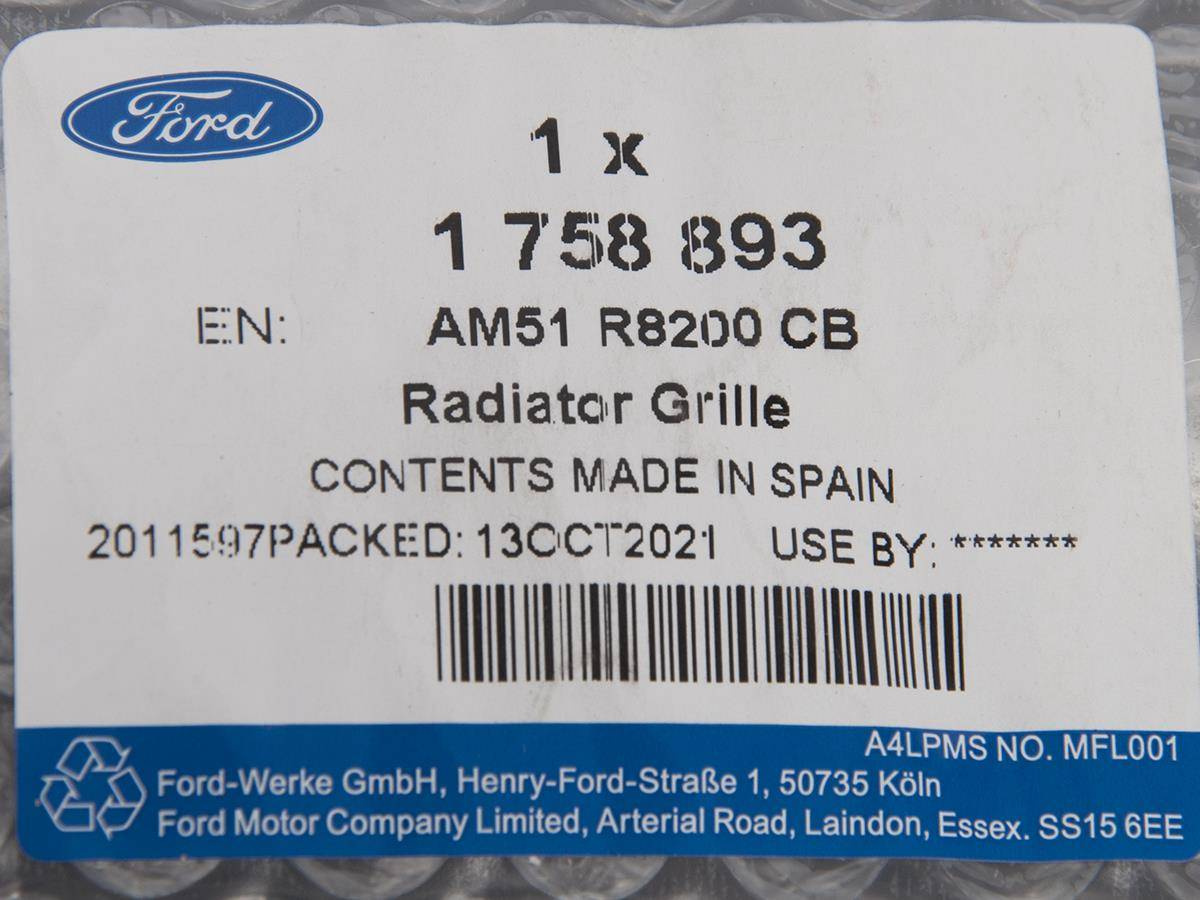 Ford
1 x
1 758 893
EN: AM51 R8200 CB
Radiator Grille
CONTENTS MADE IN SPAIN
2011597PACKED: 13OCT2021 USE BY: *******
A4LPMS NO. MFL001
Ford-Werke GmbH, Henry-Ford-Straße 1, 50735 Köln
Ford Motor Company Limited, Arterial Road, Laindon, Essex. SS15 6EE